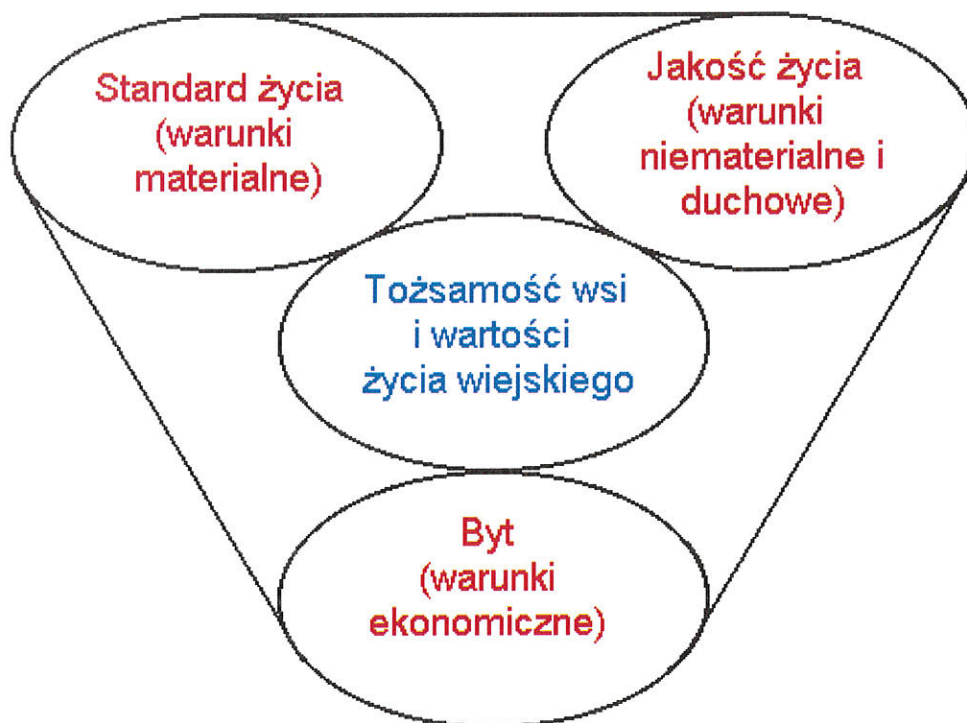 Standard życia
(warunki
materialne)
Jakość życia
(warunki
niematerialne i
duchowe)
Tożsamość wsi
i wartości
życia wiejskiego
Byt
(warunki
ekonomiczne)